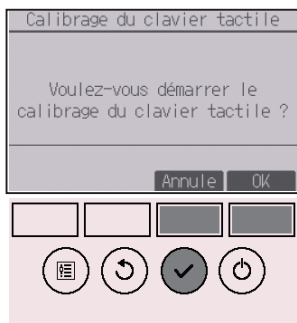 Calibrage du clavier tactile
Voulez-vous démarrer le
calibrage du clavier tactile ?
Annule OK